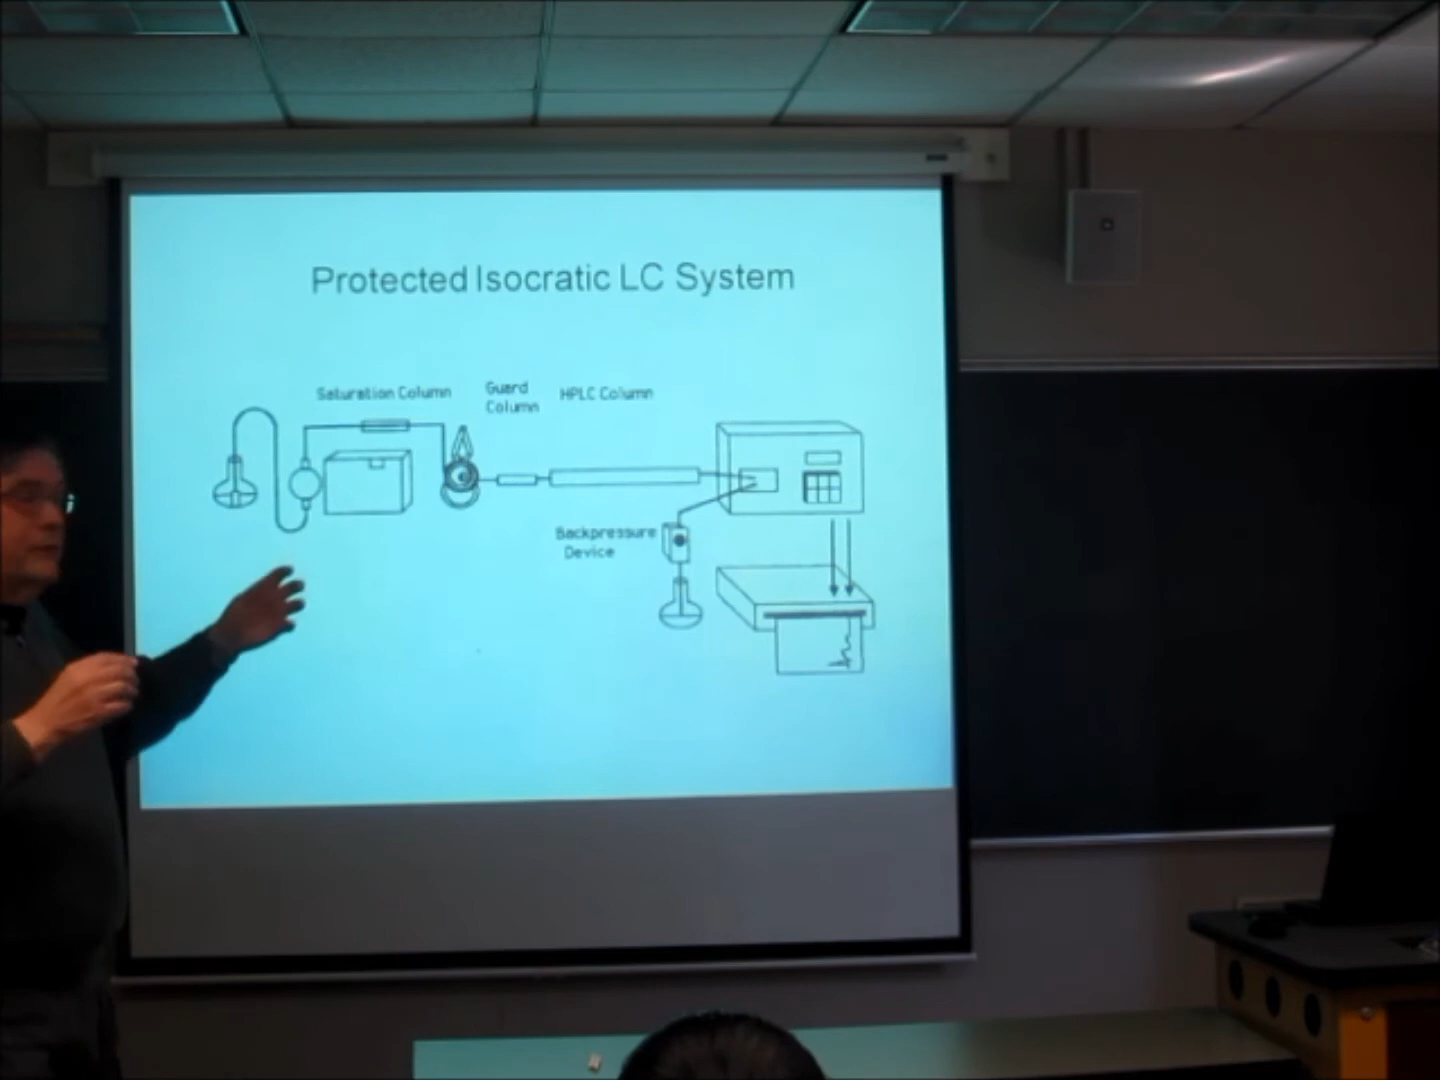 Protected Isocratic LC System
Saturation Column
Guard
Column
HPLC Column
Backpressure
Device